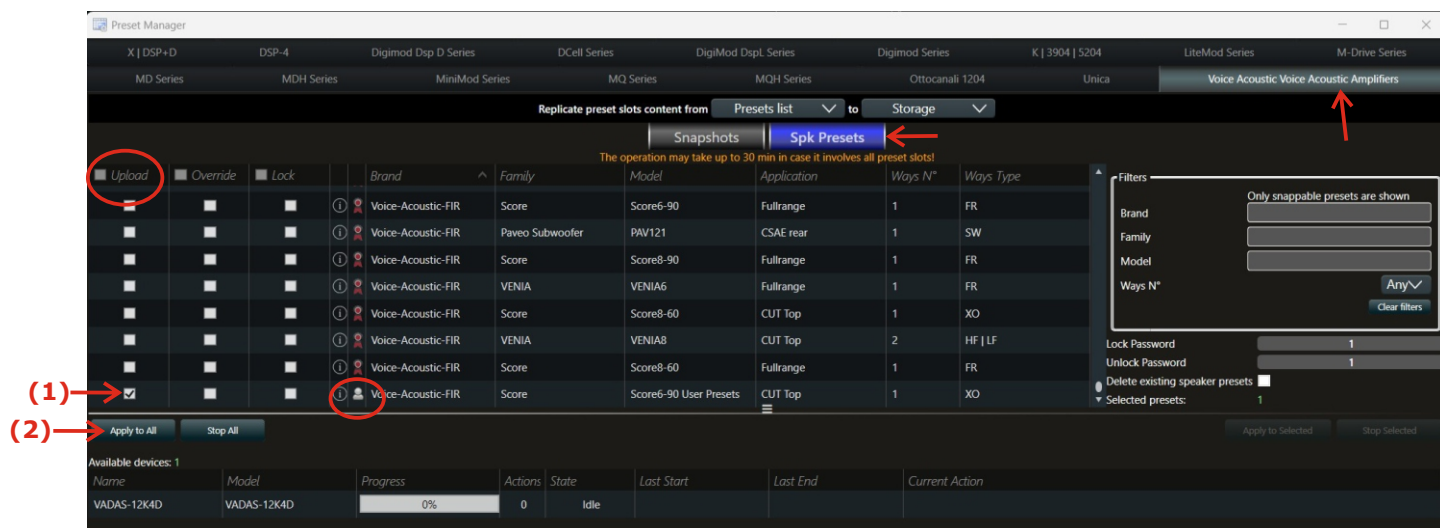 Preset Manager
X | DSP+D DSP-4 Digimod Dsp D Series DCell Series DigiMod DspL Series Digimod Series K | 3904 | 5204 LiteMod Series M-Drive Series
MD Series MDH Series MiniMod Series MQ Series MQH Series Ottocanali 1204 Unica Voice Acoustic Voice Acoustic Amplifiers
Replicate preset slots content from Presets list to Storage
Snapshots Spk Presets
The operation may take up to 30 min in case it involves all preset slots!
Upload Override Lock Brand Family Model Application Ways N° Ways Type
Voice-Acoustic-FIR Score Score6-90 Fullrange 1 FR
Voice-Acoustic-FIR Paveo Subwoofer PAV121 CSAE rear 1 SW
Voice-Acoustic-FIR Score Score8-90 Fullrange 1 FR
Voice-Acoustic-FIR VENIA VENIA6 Fullrange 1 FR
Voice-Acoustic-FIR Score Score8-60 CUT Top 1 XO
Voice-Acoustic-FIR VENIA VENIA8 CUT Top 2 HF | LF
Voice-Acoustic-FIR Score Score8-60 Fullrange 1 FR
(1) Voice-Acoustic-FIR Score Score6-90 User Presets CUT Top 1 XO
Filters
Only snappable presets are shown
Brand
Family
Model
Ways N° Any
Clear filters
Lock Password 1
Unlock Password 1
Delete existing speaker presets
Selected presets: 1
(2) Apply to All Stop All Apply to Selected Stop Selected
Available devices: 1
Name Model Progress Actions State Last Start Last End Current Action
VADAS-12K4D VADAS-12K4D 0% 0 Idle